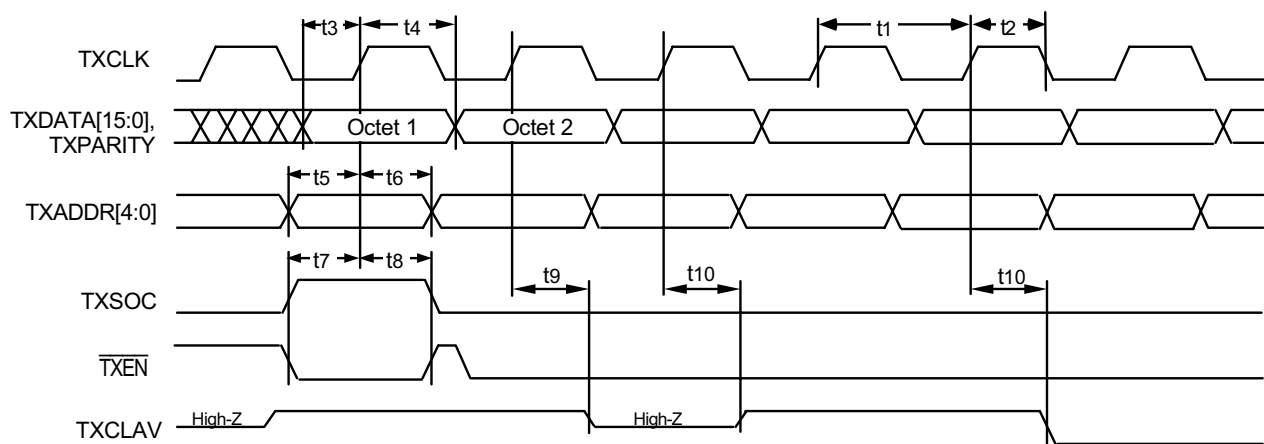 t3 t4 t1 t2
TXCLK
TXDATA[15:0],
TXPARITY
Octet 1 Octet 2
t5 t6
TXADDR[4:0]
t7 t8
t9 t10 t10
TXSOC
TXEN
High-Z High-Z
TXCLAV